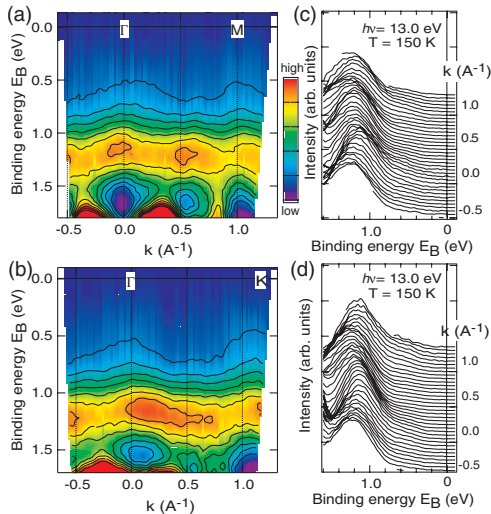 (a)
Binding energy E_B (eV)
-0.0
0.5
1.0
1.5
Γ
M
-0.5
0.0
0.5
1.0
k (A⁻¹)
high
low
(b)
Binding energy E_B (eV)
-0.0
0.5
1.0
1.5
Γ
K
-0.5
0.0
0.5
1.0
k (A⁻¹)
(c)
hν= 13.0 eV
T = 150 K
k (A⁻¹)
Intensity (arb. units)
1.0
0.5
0.0
-0.5
1.0
0.0
Binding energy E_B (eV)
(d)
hν= 13.0 eV
T = 150 K
k (A⁻¹)
Intensity (arb. units)
1.0
0.5
0.0
-0.5
1.0
0.0
Binding energy E_B (eV)